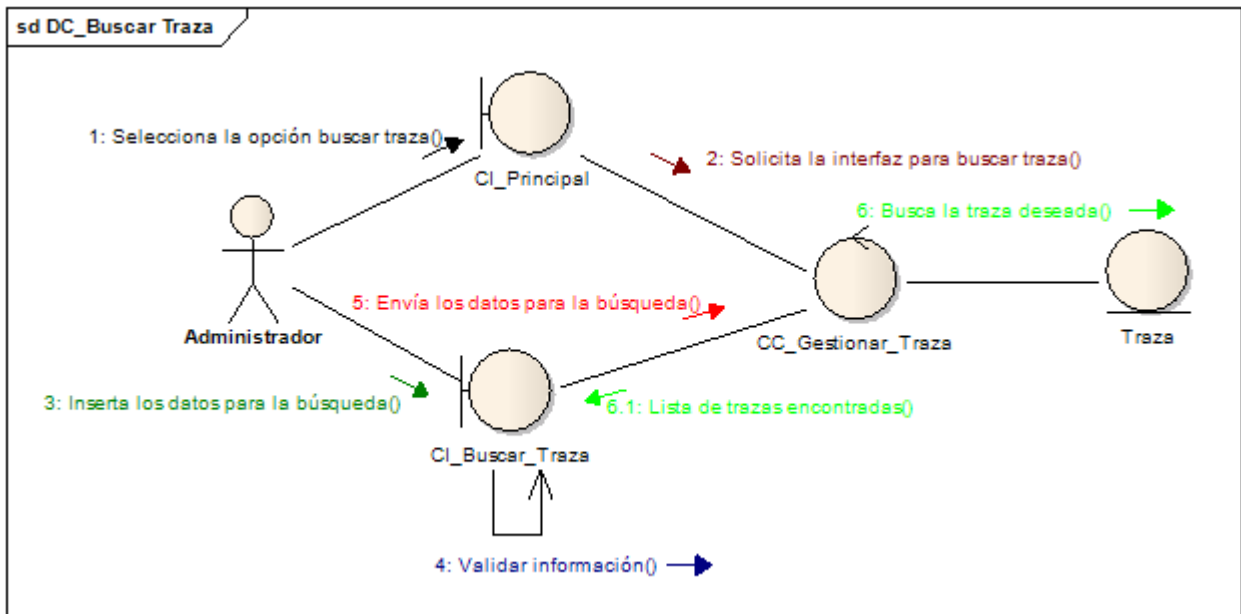 sd DC_Buscar Traza
1: Selecciona la opción buscar traza()
CI_Principal
2: Solicita la interfaz para buscar traza()
6: Busca la traza deseada()
Administrador
5: Envía los datos para la búsqueda()
CC_Gestionar_Traza
Traza
3: Inserta los datos para la búsqueda()
6.1: Lista de trazas encontradas()
CI_Buscar_Traza
4: Validar información()